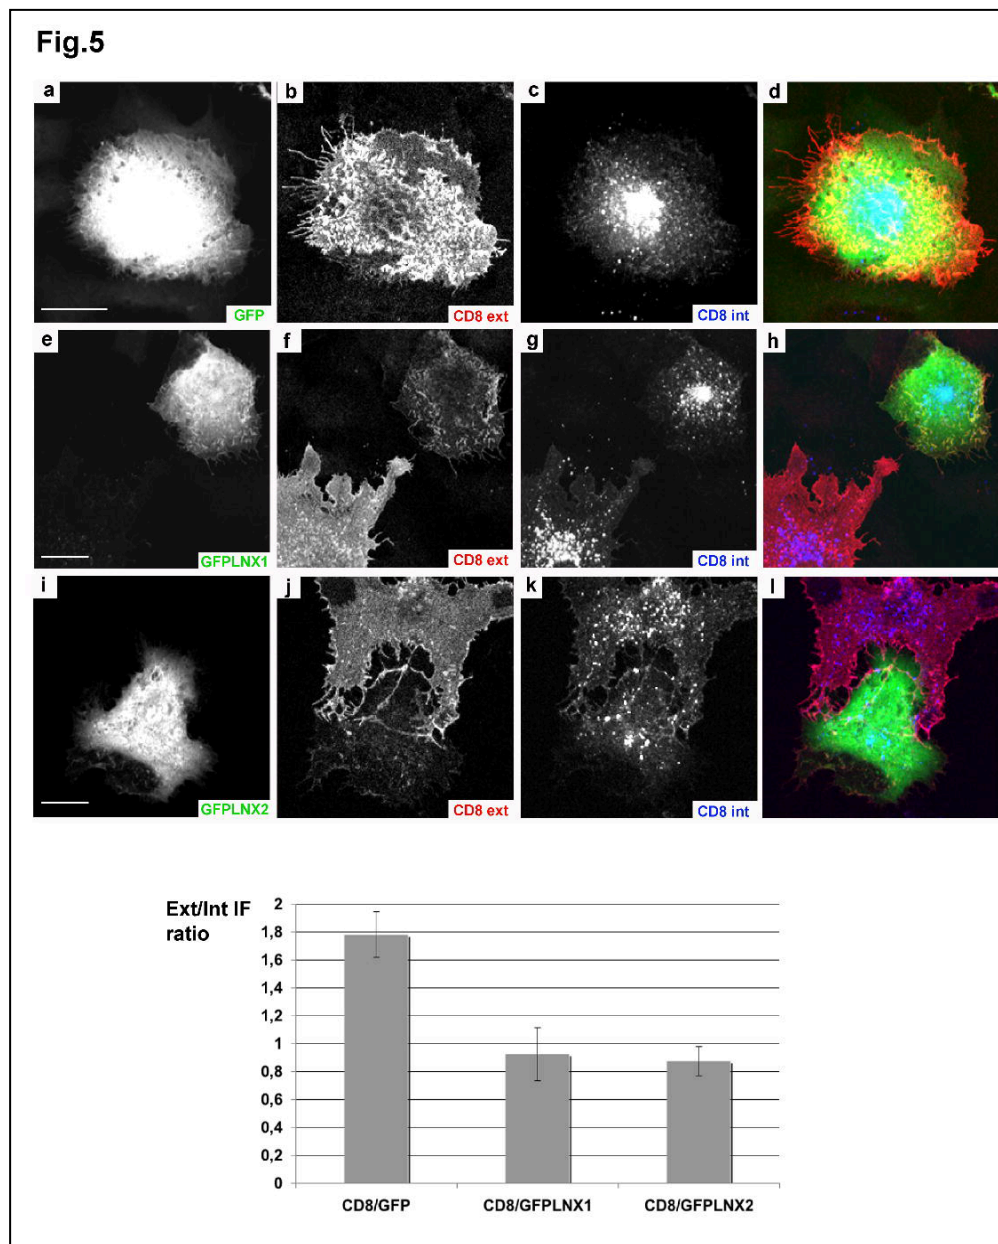 Fig.5
a
b
c
d
GFP
CD8 ext
CD8 int
e
f
g
h
GFPLNX1
CD8 ext
CD8 int
i
j
k
l
GFPLNX2
CD8 ext
CD8 int
Ext/Int IF
ratio
2
1,8
1,6
1,4
1,2
1
0,8
0,6
0,4
0,2
0
CD8/GFP
CD8/GFPLNX1
CD8/GFPLNX2